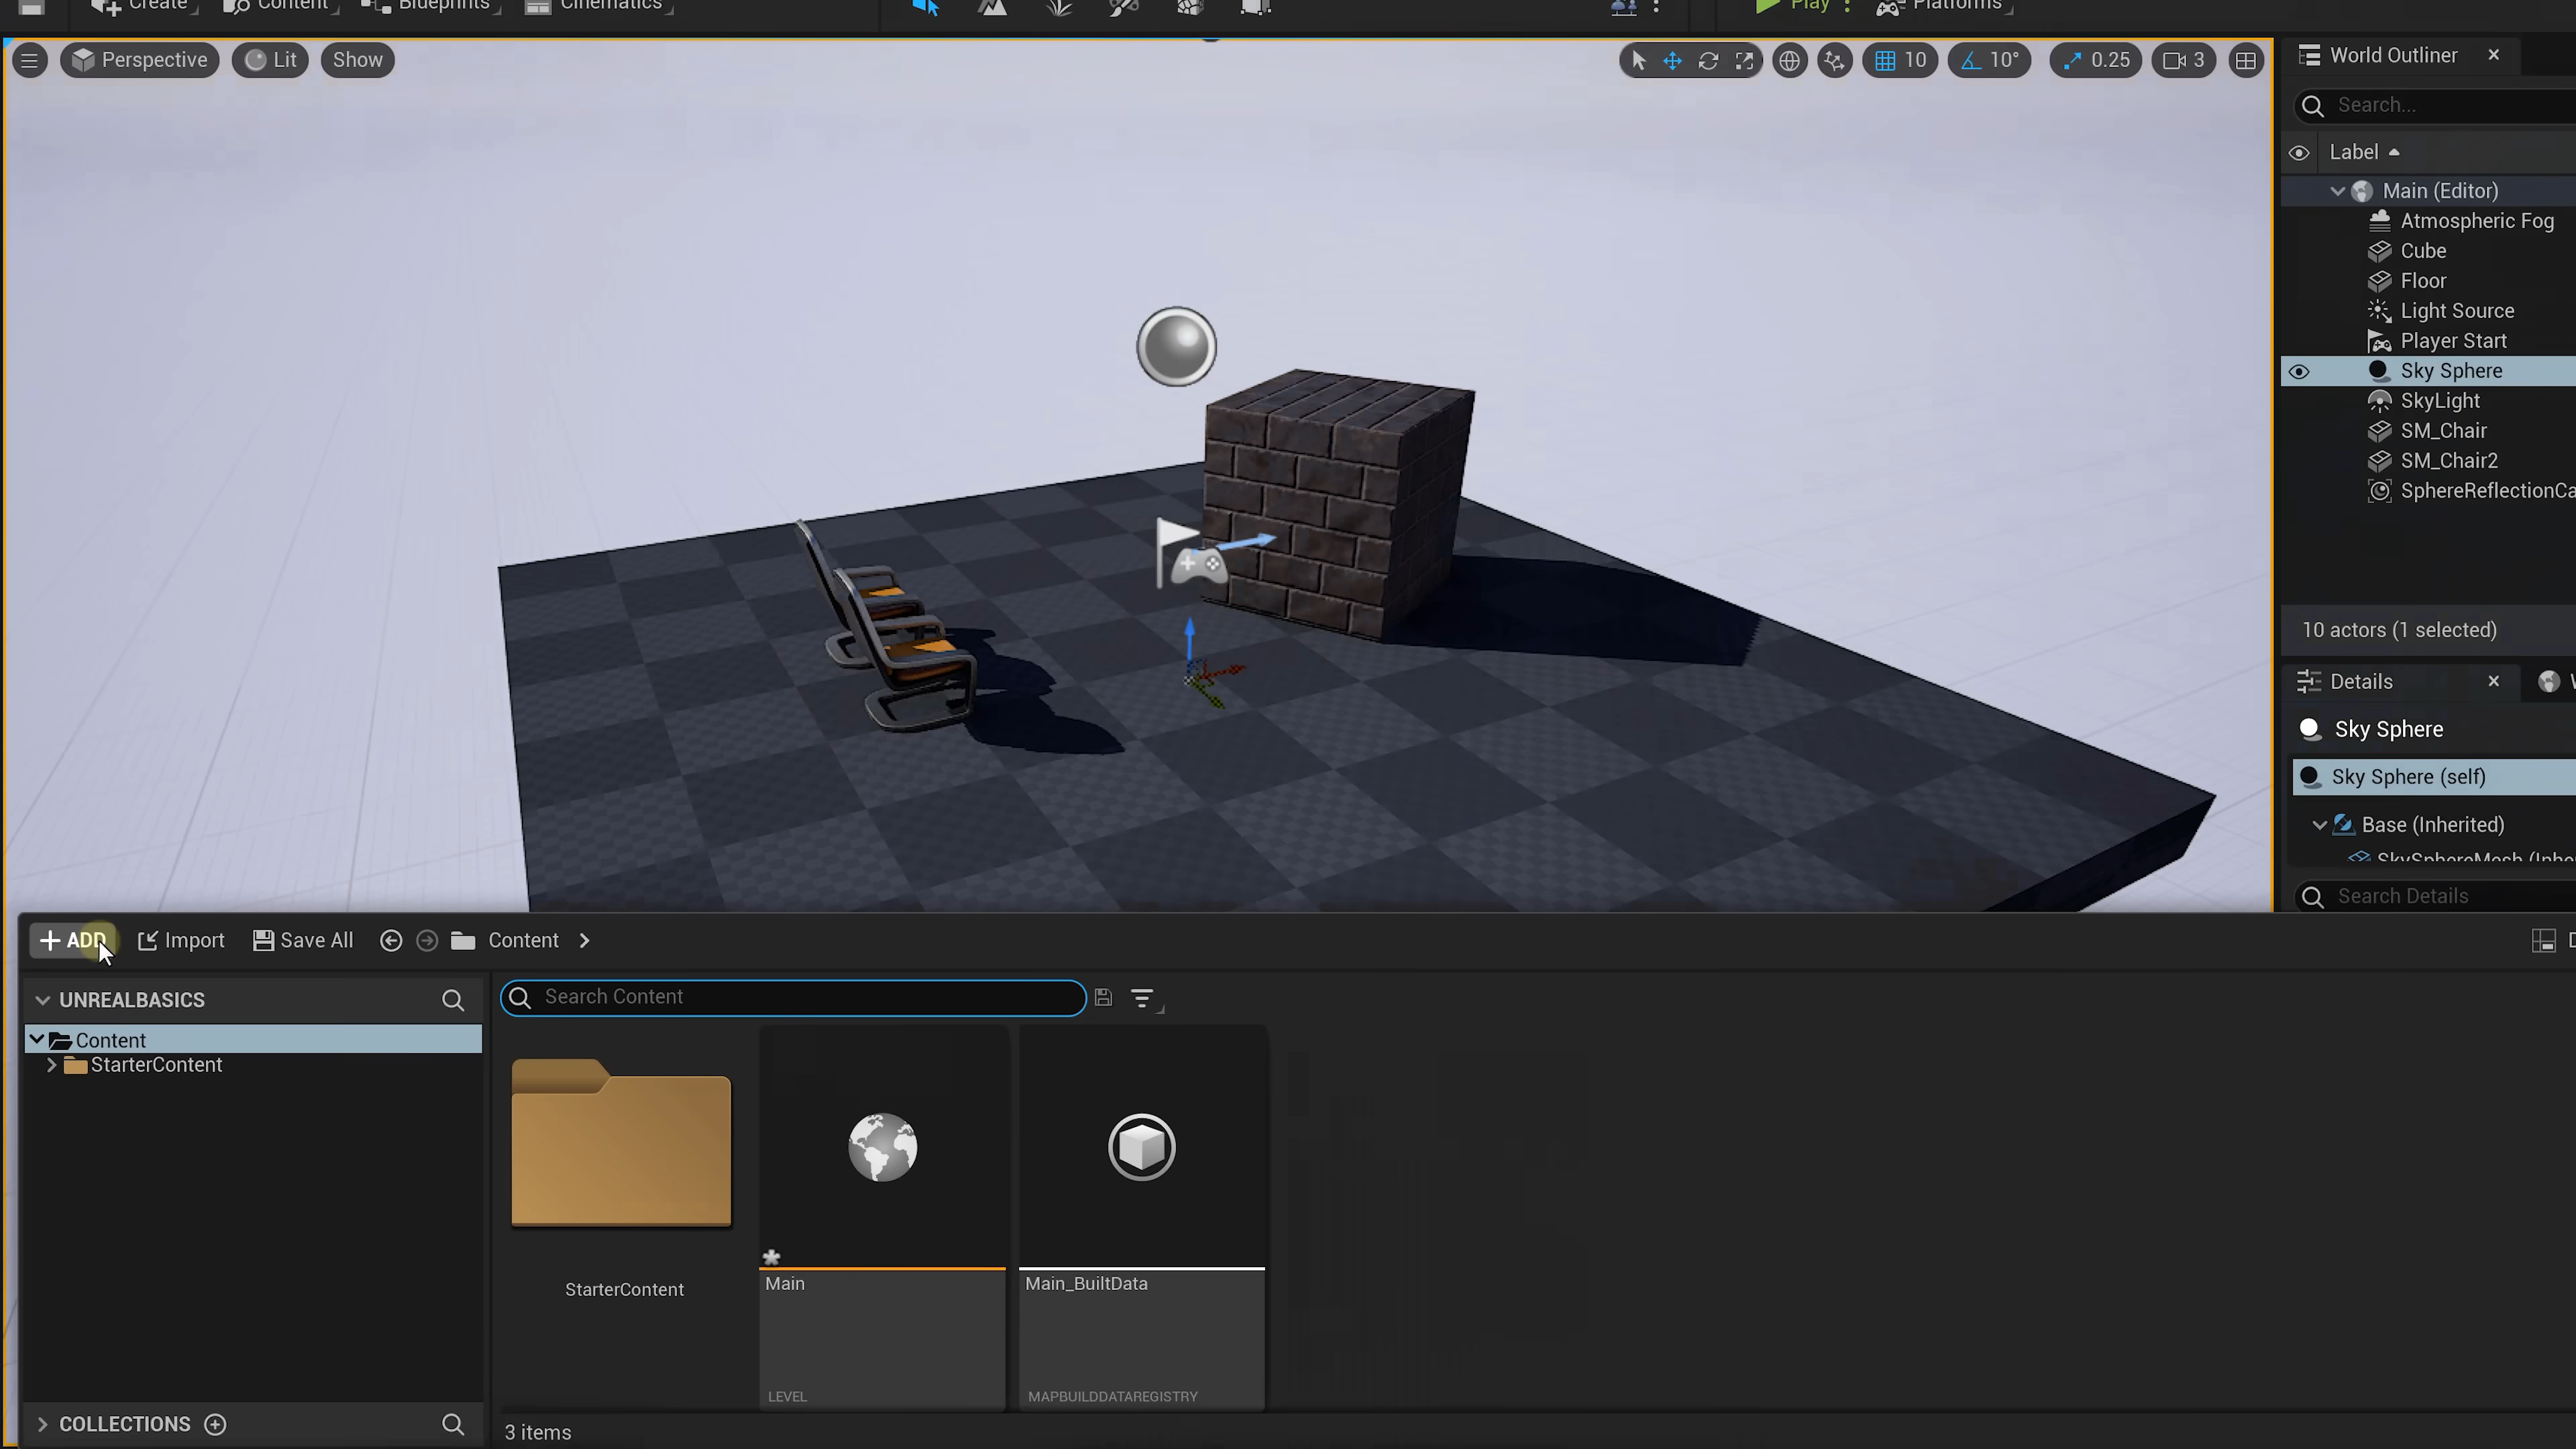 Create
Content
Blueprints
Cinematics
Play
Platforms
Perspective
Lit
Show
10
10°
0.25
3
World Outliner
Search...
Label
Main (Editor)
Atmospheric Fog
Cube
Floor
Light Source
Player Start
Sky Sphere
SkyLight
SM_Chair
SM_Chair2
SphereReflectionCa
10 actors (1 selected)
Details
Sky Sphere
Sky Sphere (self)
Base (Inherited)
SkySphereMesh (Inhe
Search Details
ADD
Import
Save All
Content
UNREALBASICS
Search Content
Content
StarterContent
StarterContent
Main
LEVEL
Main_BuiltData
MAPBUILDDATAREGISTRY
COLLECTIONS
3 items